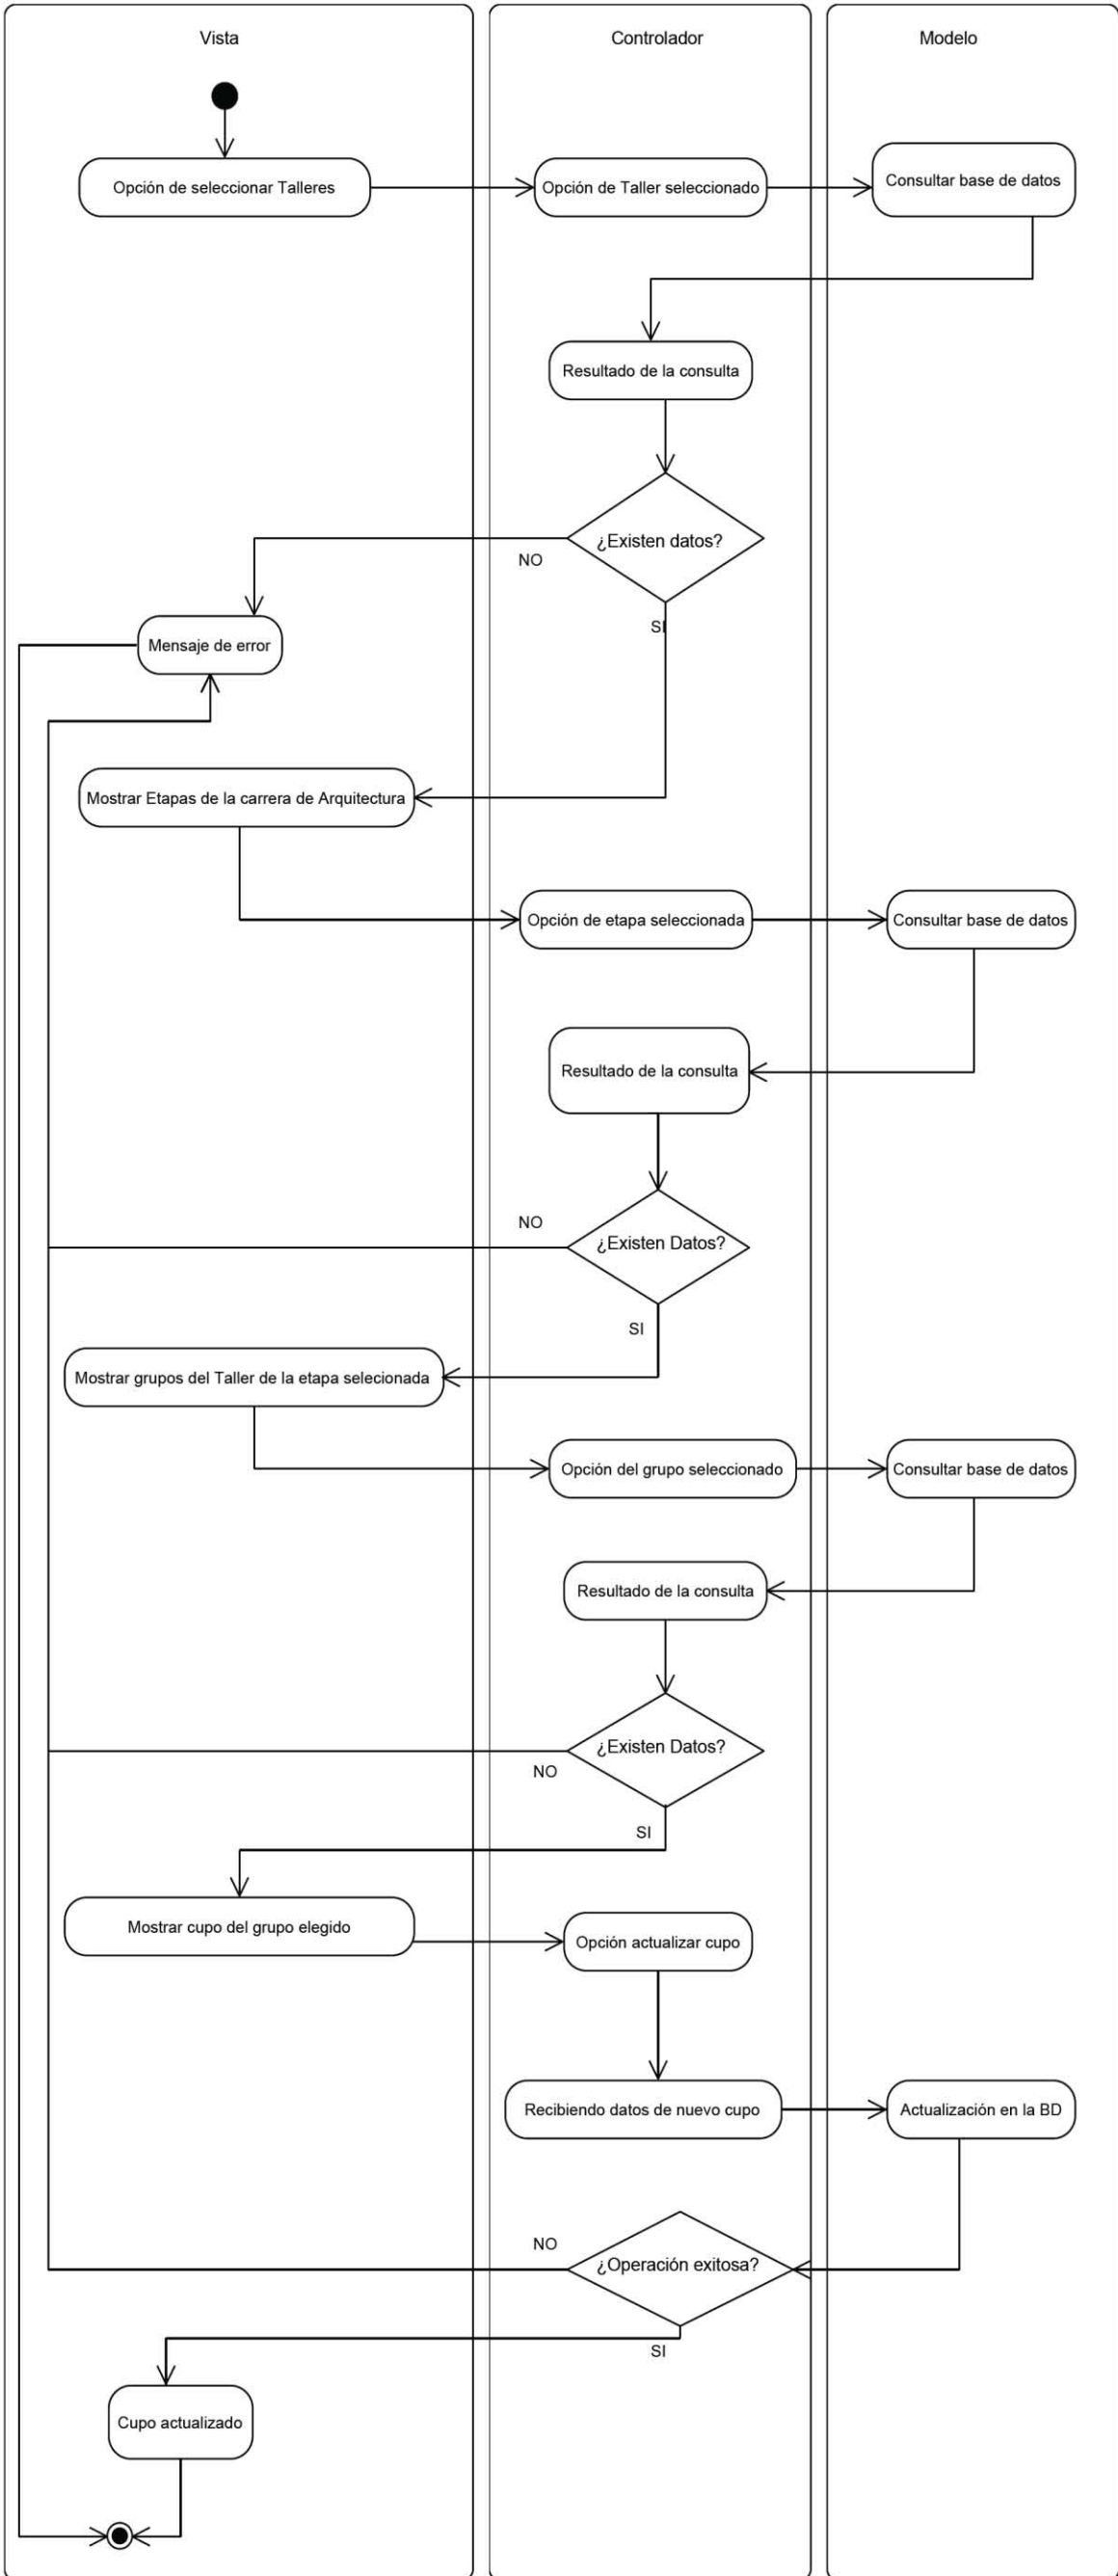 Vista
Controlador
Modelo
Opción de seleccionar Talleres
Opción de Taller seleccionado
Consultar base de datos
Resultado de la consulta
¿Existen datos?
NO
SI
Mensaje de error
Mostrar Etapas de la carrera de Arquitectura
Opción de etapa seleccionada
Consultar base de datos
Resultado de la consulta
NO
¿Existen Datos?
SI
Mostrar grupos del Taller de la etapa selecionada
Opción del grupo seleccionado
Consultar base de datos
Resultado de la consulta
¿Existen Datos?
NO
SI
Mostrar cupo del grupo elegido
Opción actualizar cupo
Recibiendo datos de nuevo cupo
Actualización en la BD
NO
¿Operación exitosa?
SI
Cupo actualizado